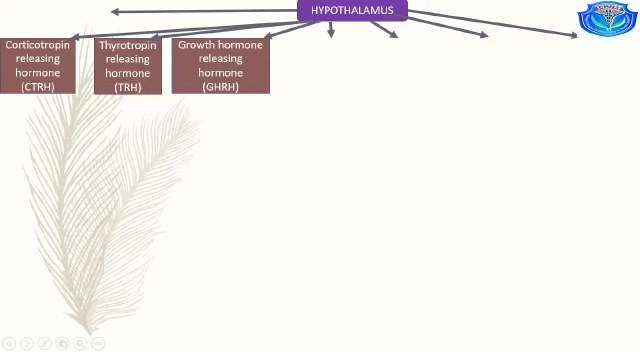 HYPOTHALAMUS
Corticotropin
releasing
hormone
(CTRH)
Thyrotropin
releasing
hormone
(TRH)
Growth hormone
releasing
hormone
(GHRH)